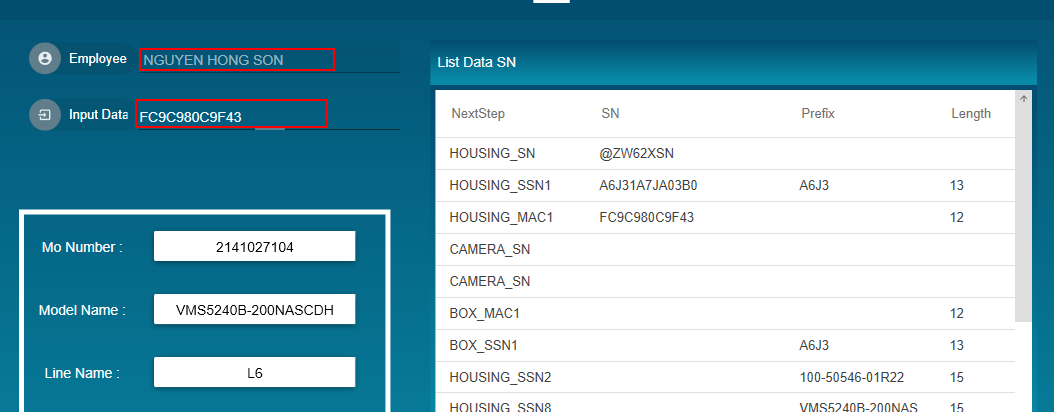 Employee
NGUYEN HONG SON
Input Data
FC9C980C9F43
Mo Number :
2141027104
Model Name :
VMS5240B-200NASCDH
Line Name :
L6
List Data SN
NextStep SN Prefix Length
HOUSING_SN @ZW62XSN
HOUSING_SSN1 A6J31A7JA03B0 A6J3 13
HOUSING_MAC1 FC9C980C9F43 12
CAMERA_SN
CAMERA_SN
BOX_MAC1 12
BOX_SSN1 A6J3 13
HOUSING_SSN2 100-50546-01R22 15
HOUSING_SSN8 VMS5240B-200NAS 15